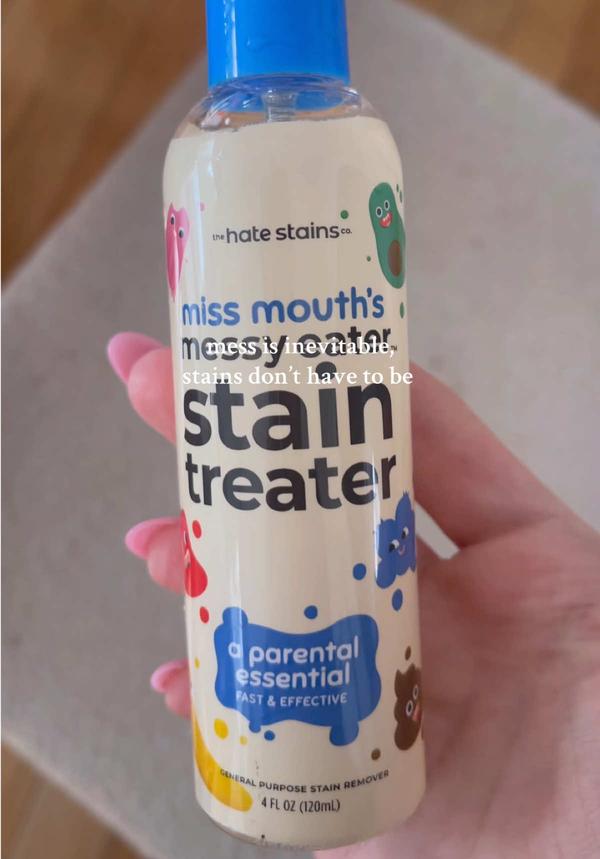 the hate stains co.
miss mouth's
messy eater™
mess is inevitable,
stains don't have to be
stain
treater
a parental
essential
FAST & EFFECTIVE
GENERAL PURPOSE STAIN REMOVER
4 FL OZ (120mL)